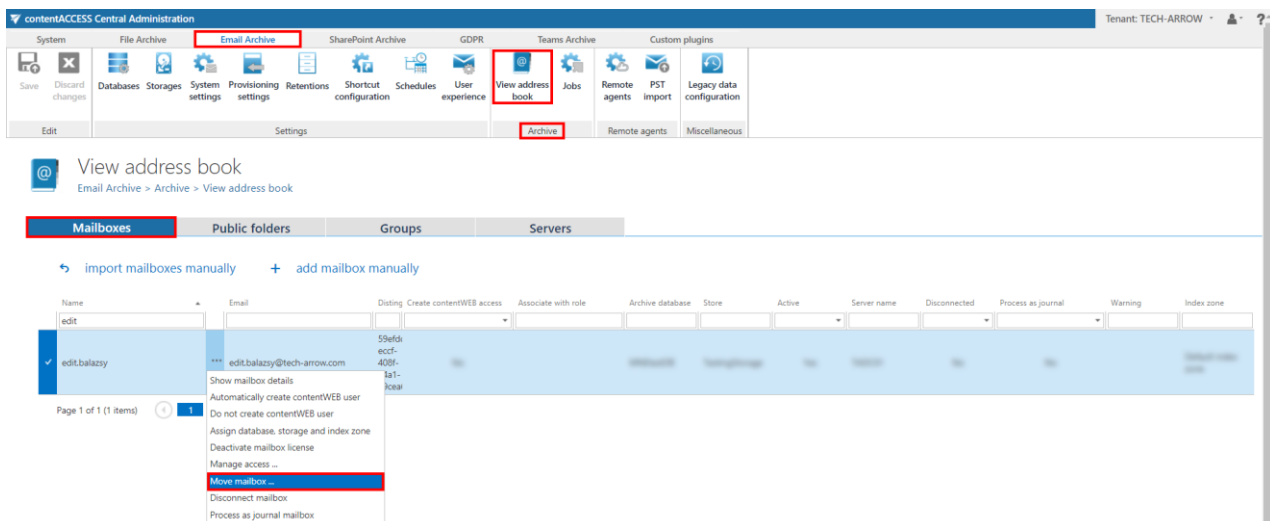 contentACCESS Central Administration
Tenant: TECH-ARROW
?
System File Archive Email Archive SharePoint Archive GDPR Teams Archive Custom plugins
Save
Discard changes
Databases
Storages
System settings
Provisioning settings
Retentions
Shortcut configuration
Schedules
User experience
View address book
Jobs
Remote agents
PST import
Legacy data configuration
Edit Settings Archive Remote agents Miscellaneous
View address book
Email Archive > Archive > View address book
Mailboxes Public folders Groups Servers
import mailboxes manually + add mailbox manually
Name Email Disting Create contentWEB access Associate with role Archive database Store Active Server name Disconnected Process as journal Warning Index zone
edit
edit.balazsy
... edit.balazsy@tech-arrow.com
eccf-
408f-
Show mailbox details
Automatically create contentWEB user
Do not create contentWEB user
Assign database, storage and index zone
Deactivate mailbox license
Manage access ...
Move mailbox ...
Disconnect mailbox
Process as journal mailbox
Page 1 of 1 (1 items) 1